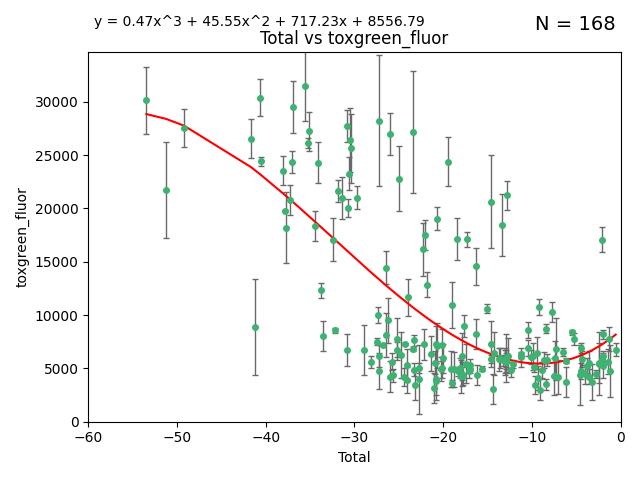 y = 0.47x^3 + 45.55x^2 + 717.23x + 8556.79
N = 168
Total vs toxgreen_fluor
toxgreen_fluor
30000
25000
20000
15000
10000
5000
0
−60 −50 −40 −30 −20 −10 0
Total